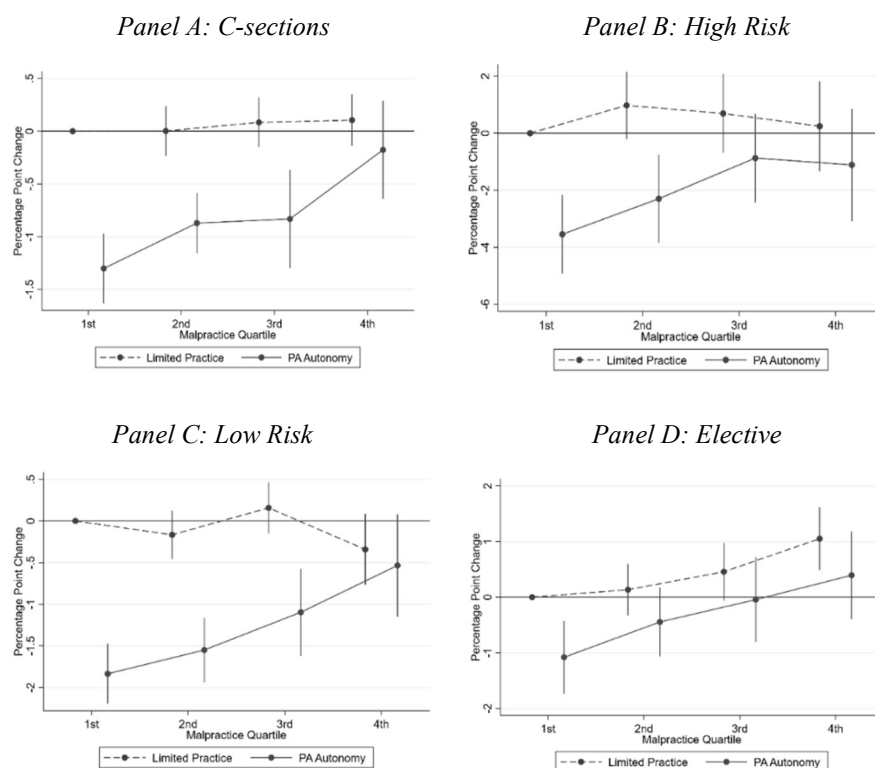 Panel A: C-sections
Percentage Point Change
.5
0
-.5
-1
-1.5
1st 2nd 3rd 4th
Malpractice Quartile
Limited Practice PA Autonomy
Panel B: High Risk
Percentage Point Change
2
0
-2
-4
-6
1st 2nd 3rd 4th
Malpractice Quartile
Limited Practice PA Autonomy
Panel C: Low Risk
Percentage Point Change
.5
0
-.5
-1
-1.5
-2
1st 2nd 3rd 4th
Malpractice Quartile
Limited Practice PA Autonomy
Panel D: Elective
Percentage Point Change
2
1
0
-1
-2
1st 2nd 3rd 4th
Malpractice Quartile
Limited Practice PA Autonomy